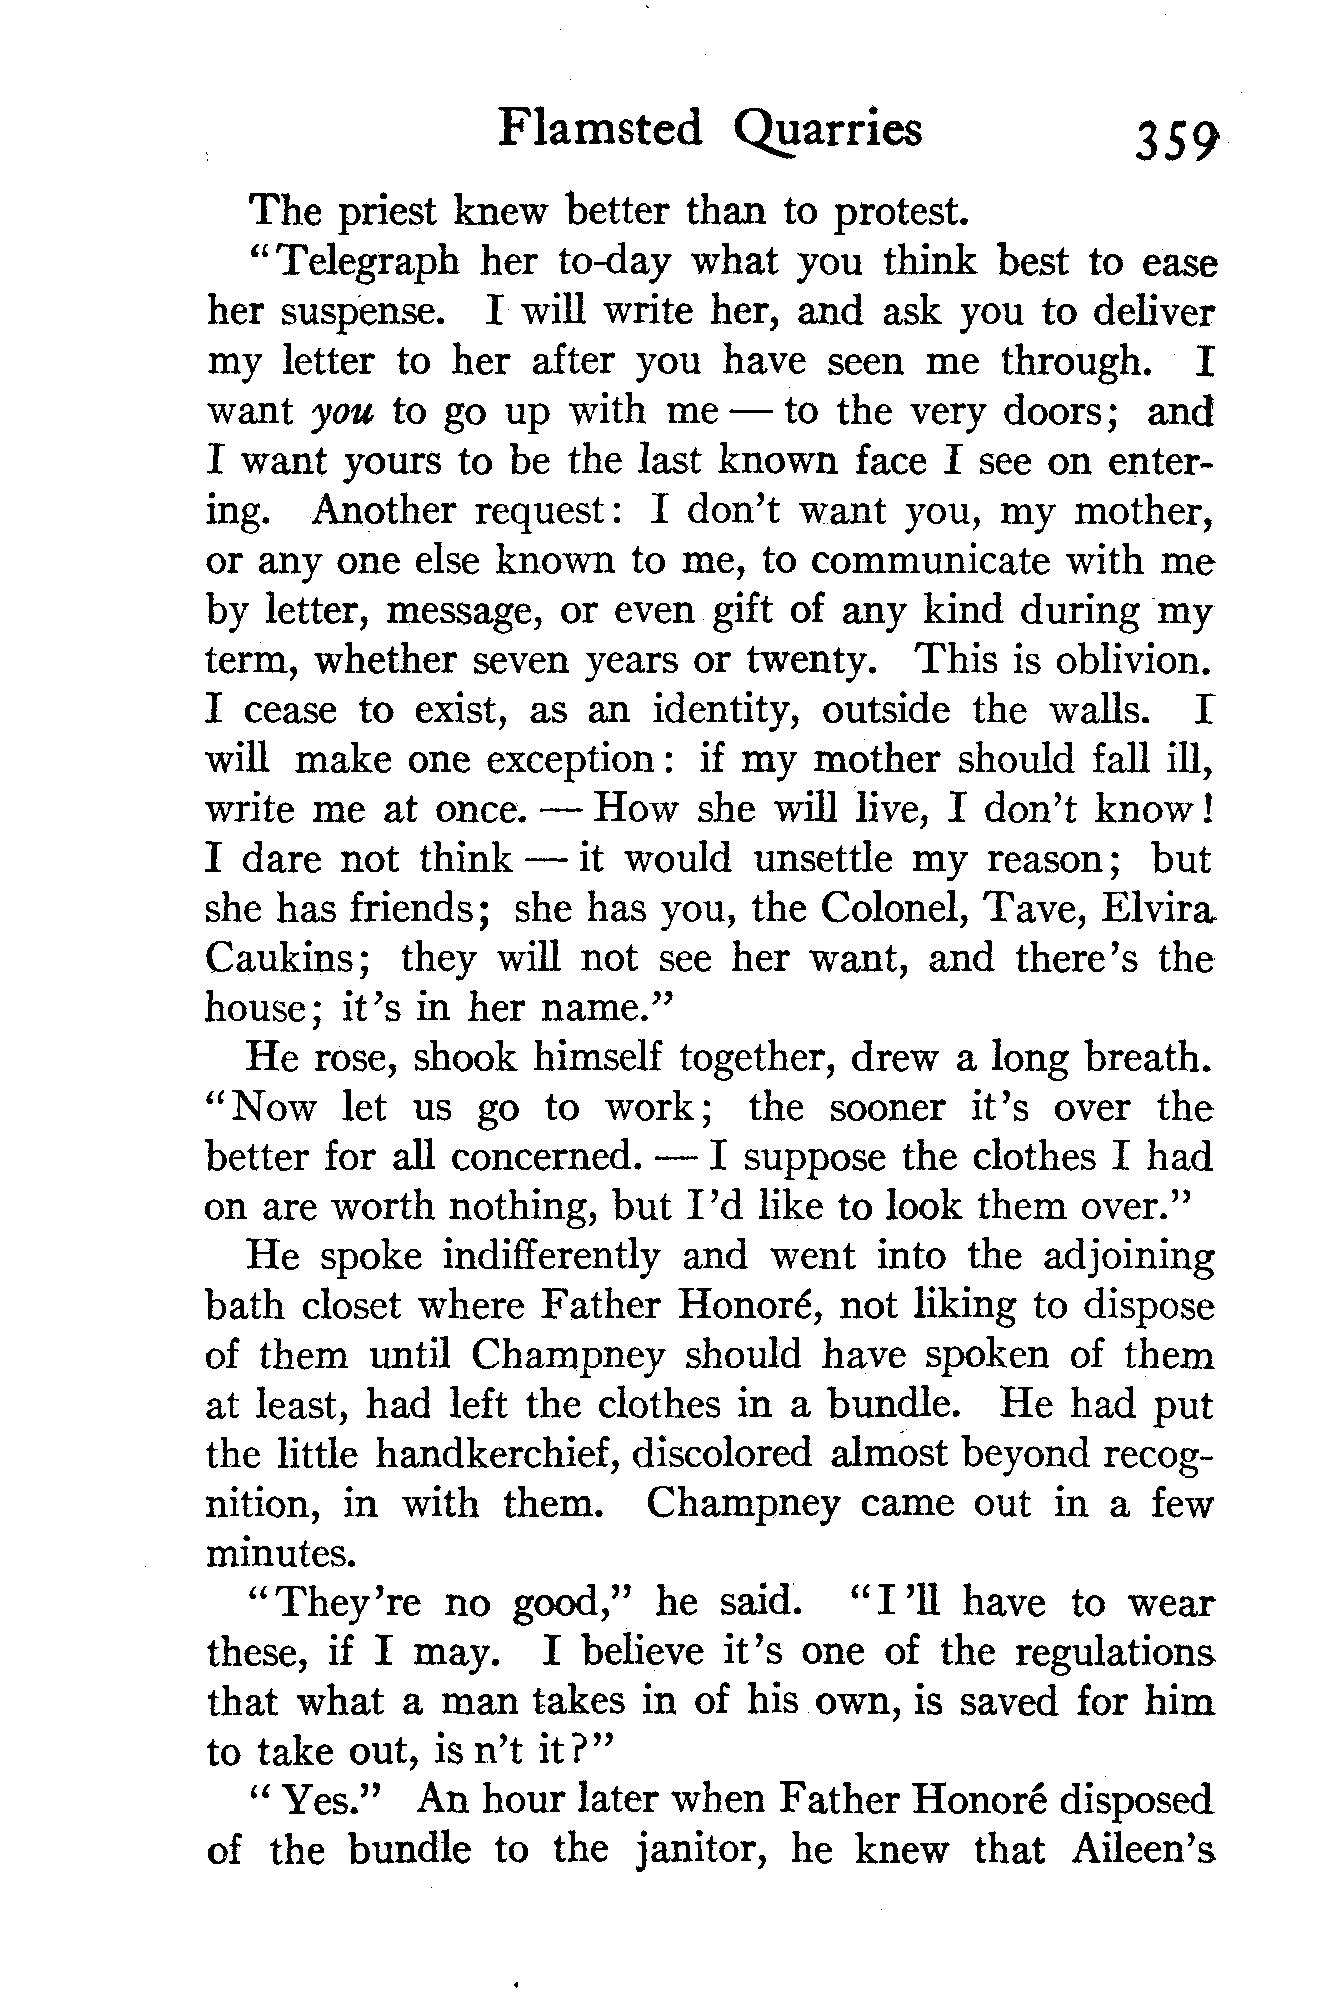 Flamsted Quarries 359
The priest knew better than to protest.
"Telegraph her to-day what you think best to ease
her suspense. I will write her, and ask you to deliver
my letter to her after you have seen me through. I
want you to go up with me — to the very doors; and
I want yours to be the last known face I see on enter-
ing. Another request: I don't want you, my mother,
or any one else known to me, to communicate with me
by letter, message, or even gift of any kind during my
term, whether seven years or twenty. This is oblivion.
I cease to exist, as an identity, outside the walls. I
will make one exception: if my mother should fall ill,
write me at once. — How she will live, I don't know!
I dare not think — it would unsettle my reason; but
she has friends; she has you, the Colonel, Tave, Elvira
Caukins; they will not see her want, and there's the
house; it's in her name."
He rose, shook himself together, drew a long breath.
"Now let us go to work; the sooner it's over the
better for all concerned. — I suppose the clothes I had
on are worth nothing, but I'd like to look them over."
He spoke indifferently and went into the adjoining
bath closet where Father Honoré, not liking to dispose
of them until Champney should have spoken of them
at least, had left the clothes in a bundle. He had put
the little handkerchief, discolored almost beyond recog-
nition, in with them. Champney came out in a few
minutes.
"They're no good," he said. "I'll have to wear
these, if I may. I believe it's one of the regulations
that what a man takes in of his own, is saved for him
to take out, is n't it?"
"Yes." An hour later when Father Honoré disposed
of the bundle to the janitor, he knew that Aileen's